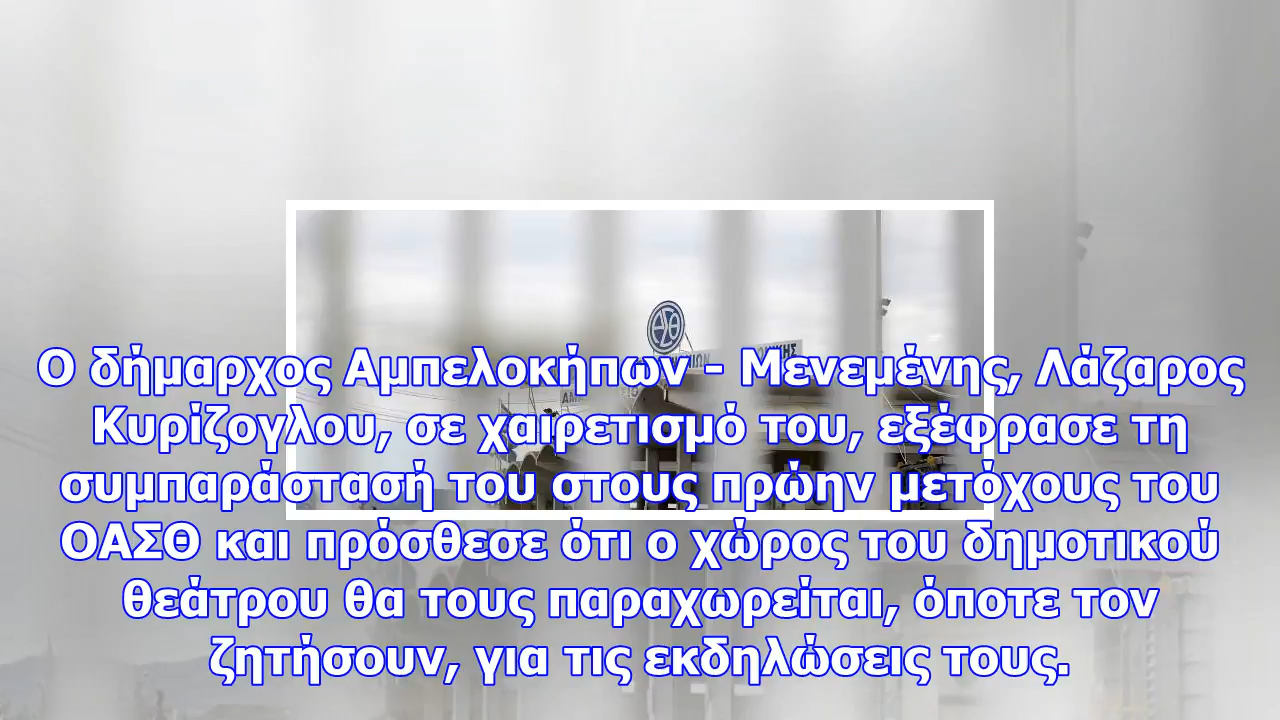 Ο δήμαρχος Αμπελοκήπων - Μενεμένης, Λάζαρος
Κυρίζογλου, σε χαιρετισμό του, εξέφρασε τη
συμπαράστασή του στους πρώην μετόχους του
ΟΑΣΘ και πρόσθεσε ότι ο χώρος του δημοτικού
θεάτρου θα τους παραχωρείται, όποτε τον
ζητήσουν, για τις εκδηλώσεις τους.